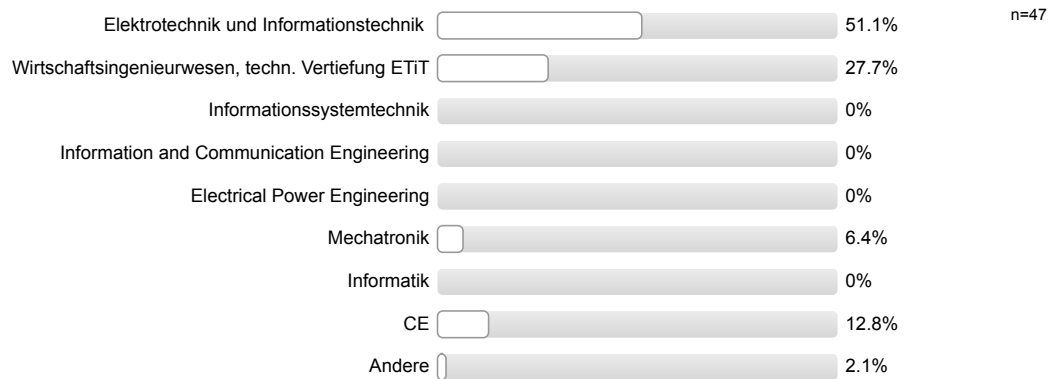 Elektrotechnik und Informationstechnik 51.1% n=47
Wirtschaftsingenieurwesen, techn. Vertiefung ETiT 27.7%
Informationssystemtechnik 0%
Information and Communication Engineering 0%
Electrical Power Engineering 0%
Mechatronik 6.4%
Informatik 0%
CE 12.8%
Andere 2.1%